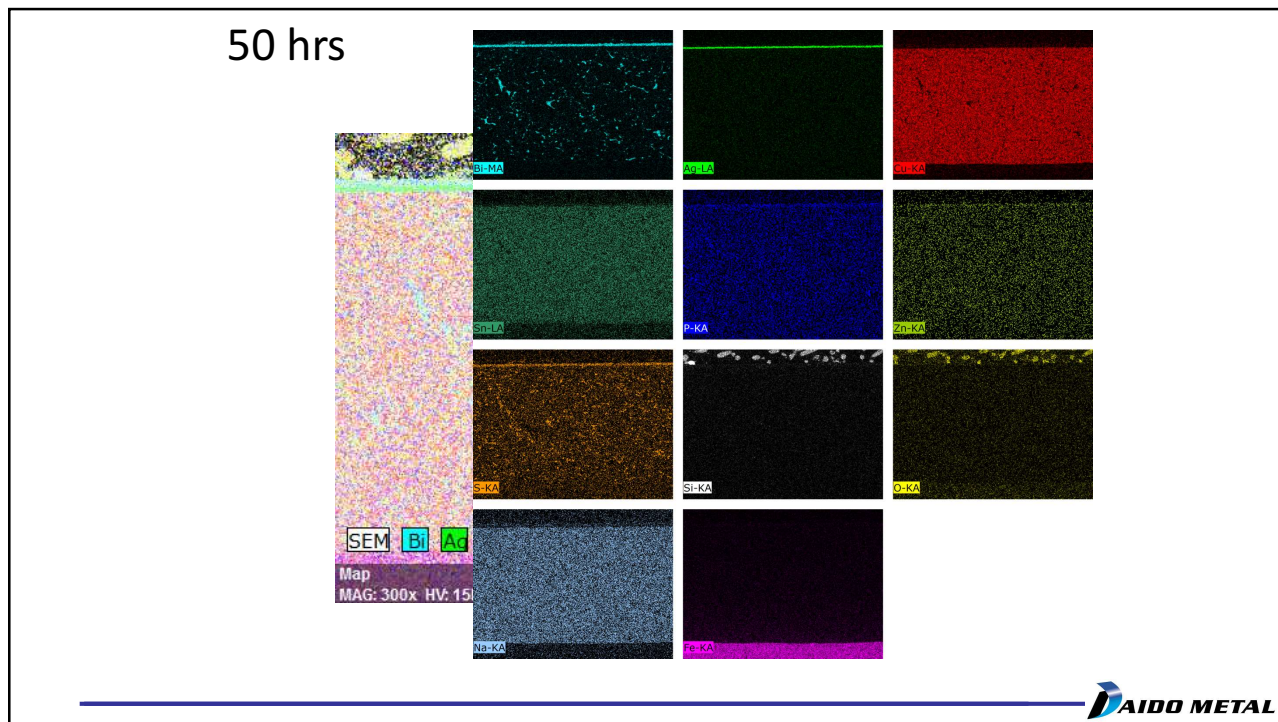 50 hrs
Bi-MA
Ag-LA
Cu-KA
Sn-LA
P-KA
Zn-KA
S-KA
Si-KA
O-KA
SEM Bi Ag
Map
MAG: 300x HV: 15
Na-KA
Fe-KA
DAIDO METAL